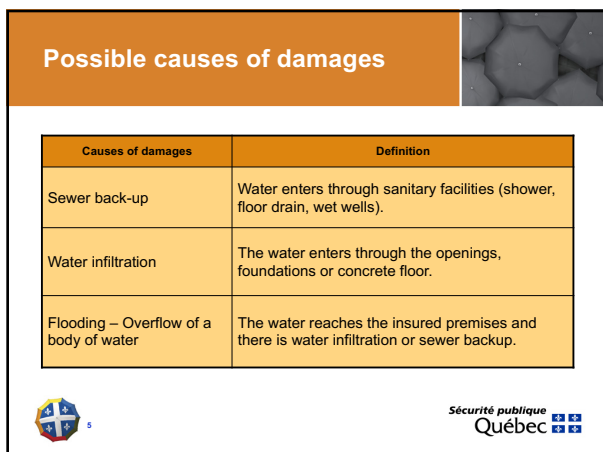 Possible causes of damages
Causes of damages
Definition
Sewer back-up
Water enters through sanitary facilities (shower,
floor drain, wet wells).
Water infiltration
The water enters through the openings,
foundations or concrete floor.
Flooding – Overflow of a
body of water
The water reaches the insured premises and
there is water infiltration or sewer backup.
5
Sécurité publique
Québec